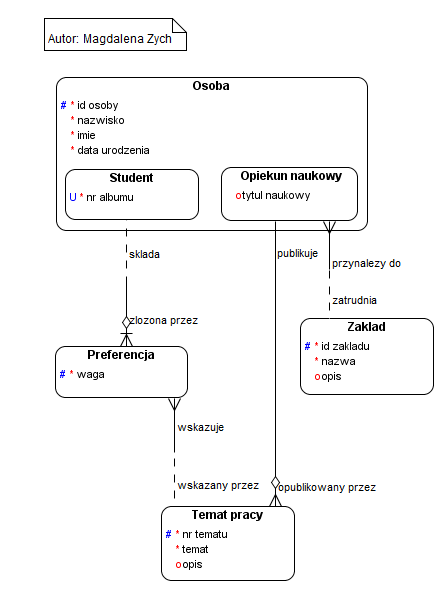 Autor: Magdalena Zych
Osoba
# * id osoby
* nazwisko
* imie
* data urodzenia
Student
U * nr albumu
Opiekun naukowy
o tytul naukowy
sklada
publikuje
przynalezy do
zatrudnia
zlozona przez
Zaklad
# * id zakladu
* nazwa
o opis
Preferencja
# * waga
wskazuje
wskazany przez
opublikowany przez
Temat pracy
# * nr tematu
* temat
o opis